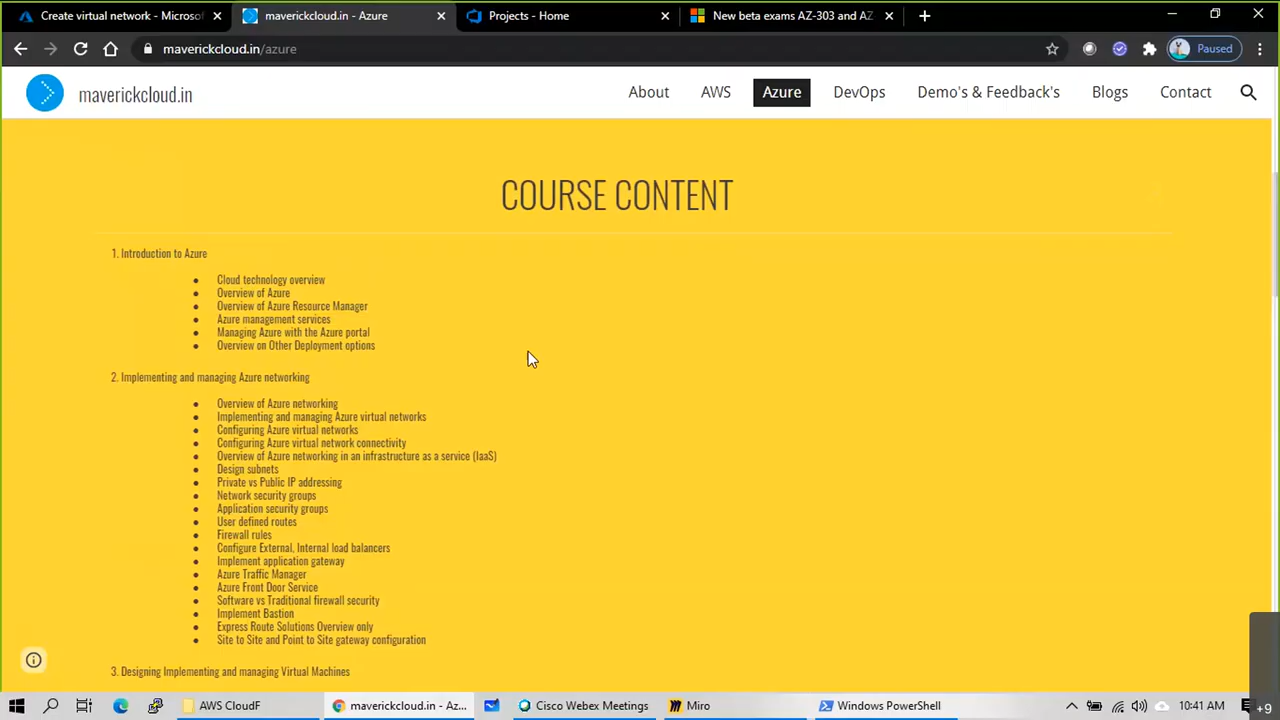 Create virtual network - Microso
maverickcloud.in - Azure
Projects - Home
New beta exams AZ-303 and AZ
maverickcloud.in/azure
Paused
maverickcloud.in
About
AWS
Azure
DevOps
Demo's & Feedback's
Blogs
Contact
COURSE CONTENT
1. Introduction to Azure
● Cloud technology overview
● Overview of Azure
● Overview of Azure Resource Manager
● Azure management services
● Managing Azure with the Azure portal
● Overview on Other Deployment options
2. Implementing and managing Azure networking
● Overview of Azure networking
● Implementing and managing Azure virtual networks
● Configuring Azure virtual networks
● Configuring Azure virtual network connectivity
● Overview of Azure networking in an infrastructure as a service (IaaS)
● Design subnets
● Private vs Public IP addressing
● Network security groups
● Application security groups
● User defined routes
● Firewall rules
● Configure External, Internal load balancers
● Implement application gateway
● Azure Traffic Manager
● Azure Front Door Service
● Software vs Traditional firewall security
● Implement Bastion
● Express Route Solutions Overview only
● Site to Site and Point to Site gateway configuration
3. Designing Implementing and managing Virtual Machines
AWS CloudF
maverickcloud.in - Az...
Cisco Webex Meetings
Miro
Windows PowerShell
10:41 AM
+9